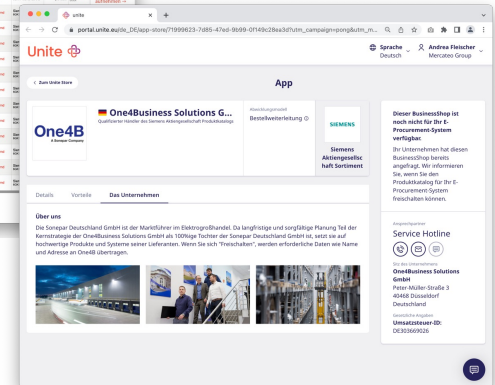 unite
portal.unite.eu/de_DE/app-store/71999623-7d85-47ed-9b99-0f149c28ea3d?utm_campaign=pong&utm_m...
Unite
Sprache
Deutsch
Andrea Fleischer
Mercateo Group
Zum Unite Store
App
One4B
A Sonepar Company
One4Business Solutions G...
Qualifizierter Händler des Siemens Aktiengesellschaft Produktkatalogs
Abwicklungsmodell
Bestellweiterleitung
SIEMENS
Siemens
Aktiengesellsc
haft Sortiment
Details
Vorteile
Das Unternehmen
Über uns
Die Sonepar Deutschland GmbH ist der Marktführer im Elektrogroßhandel. Da langfristige und sorgfältige Planung Teil der
Kernstrategie der One4Business Solutions GmbH als 100%ige Tochter der Sonepar Deutschland GmbH ist, setzt sie auf
hochwertige Produkte und Systeme seiner Lieferanten. Wenn Sie sich "Freischalten", werden erforderliche Daten wie Name
und Adresse an One4B übertragen.
Dieser BusinessShop ist
noch nicht für Ihr E-
Procurement-System
verfügbar.
Ihr Unternehmen hat diesen
BusinessShop bereits
angefragt. Wir informieren
Sie, wenn Sie den
Produktkatalog für Ihr E-
Procurement-System
freischalten können.
Ansprechpartner
Service Hotline
Sitz des Unternehmens
One4Business Solutions
GmbH
Peter-Müller-Straße 3
40468 Düsseldorf
Deutschland
Gesetzliche Angaben
Umsatzsteuer-ID:
DE303669026